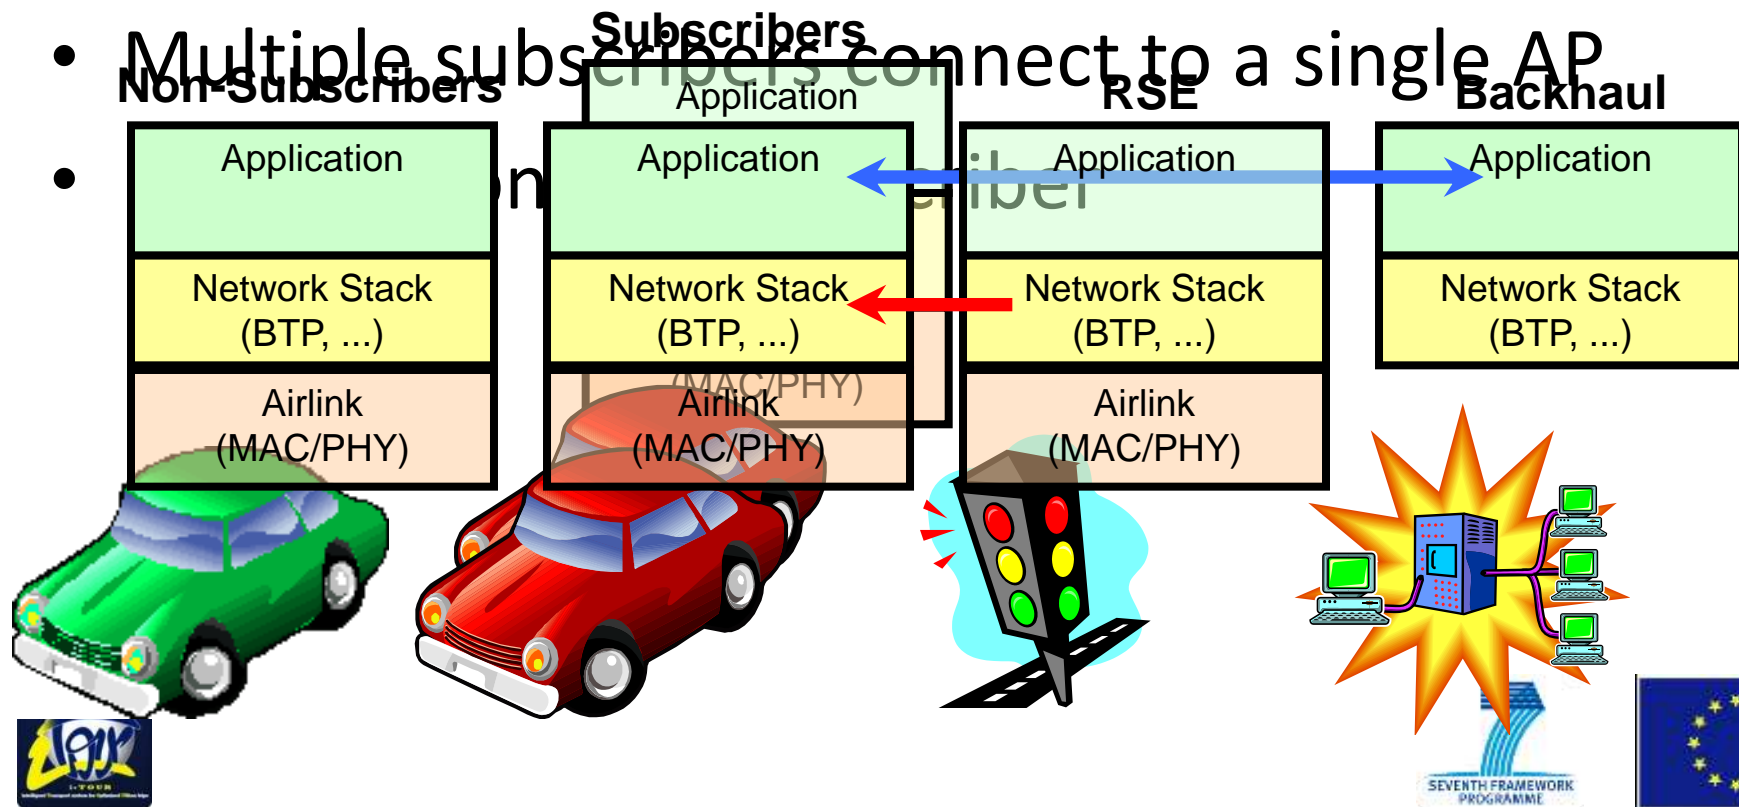 • Multiple subscribers connect to a single AP
Subscribers
Non-Subscribers
RSE
Backhaul
Application
Application
Application
Application
Application
•
Network Stack
(BTP, ...)
Network Stack
(BTP, ...)
Network Stack
(BTP, ...)
Network Stack
(BTP, ...)
(MAC/PHY)
Airlink
(MAC/PHY)
Airlink
(MAC/PHY)
Airlink
(MAC/PHY)
i-TOUR
SEVENTH FRAMEWORK
PROGRAMME